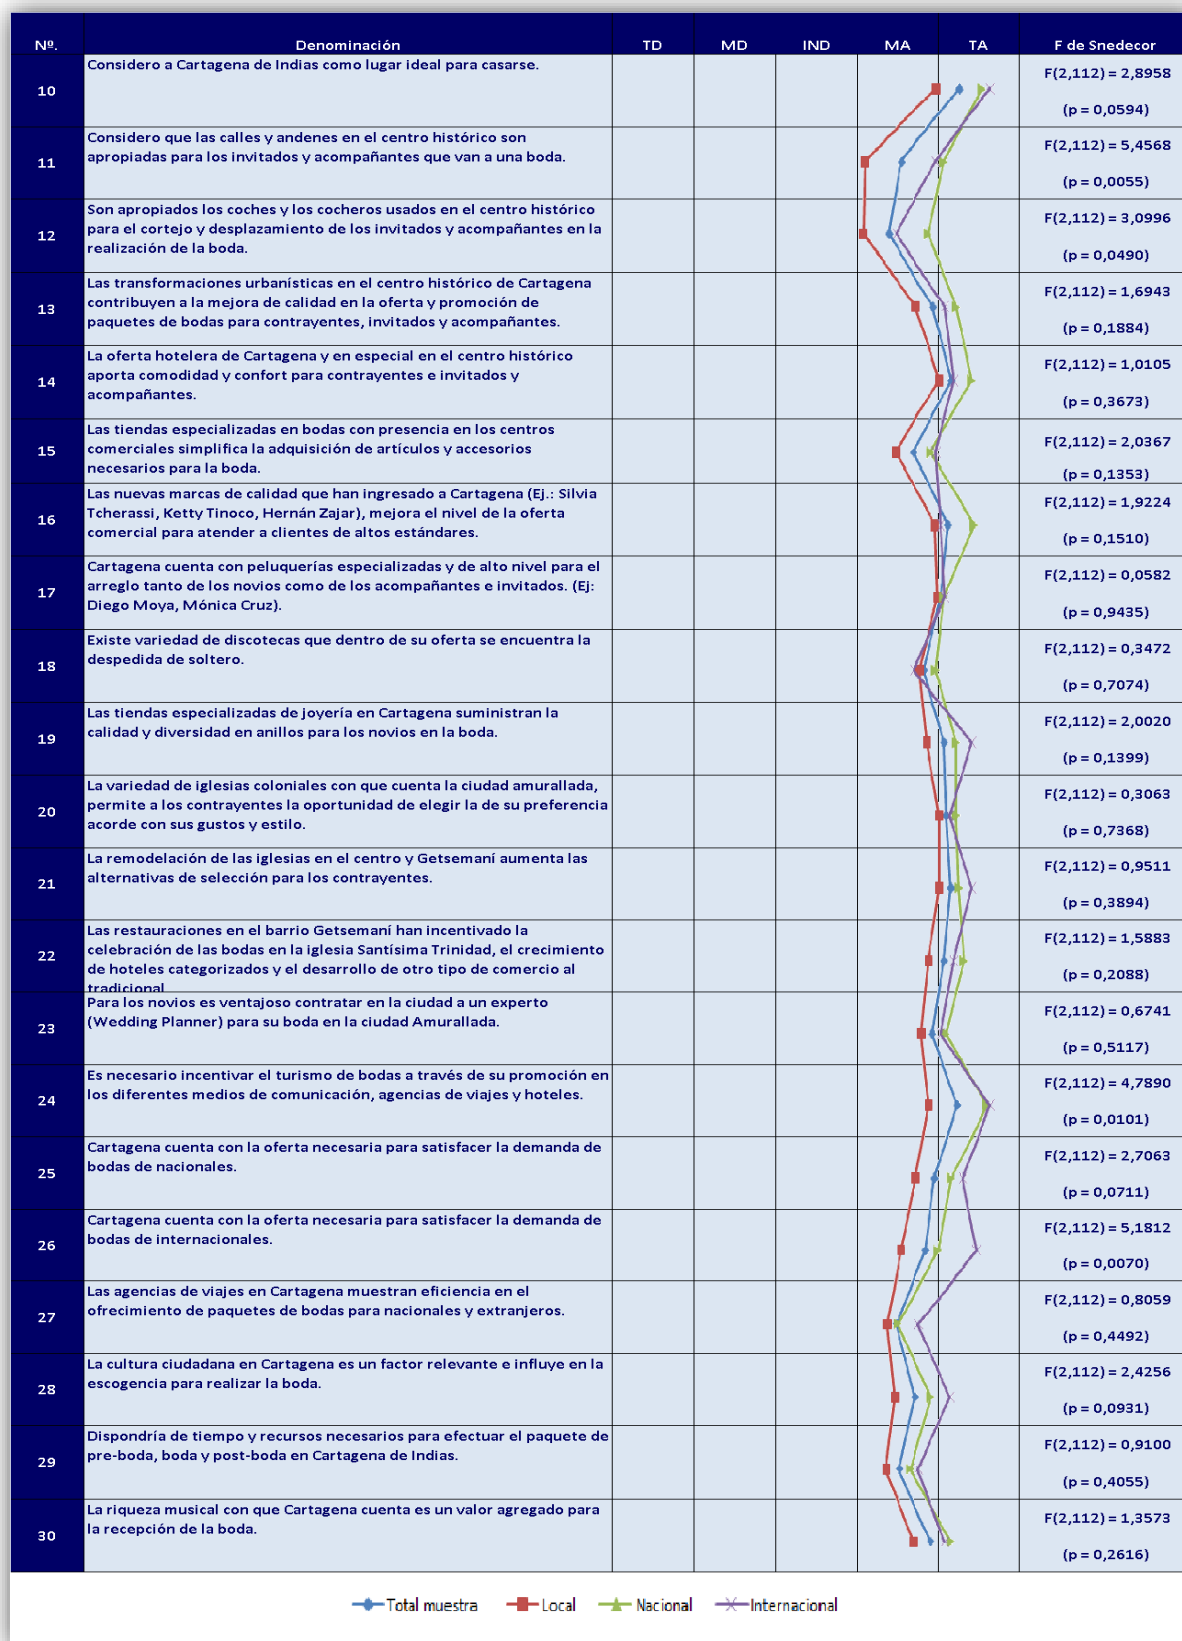 Nº. Denominación TD MD IND MA TA F de Snedecor
10
Considero a Cartagena de Indias como lugar ideal para casarse.
F(2,112) = 2,8958
(p = 0,0594)
11
Considero que las calles y andenes en el centro histórico son
apropiadas para los invitados y acompañantes que van a una boda.
F(2,112) = 5,4568
(p = 0,0055)
12
Son apropiados los coches y los cocheros usados en el centro histórico
para el cortejo y desplazamiento de los invitados y acompañantes en la
realización de la boda.
F(2,112) = 3,0996
(p = 0,0490)
13
Las transformaciones urbanísticas en el centro histórico de Cartagena
contribuyen a la mejora de calidad en la oferta y promoción de
paquetes de bodas para contrayentes, invitados y acompañantes.
F(2,112) = 1,6943
(p = 0,1884)
14
La oferta hotelera de Cartagena y en especial en el centro histórico
aporta comodidad y confort para contrayentes e invitados y
acompañantes.
F(2,112) = 1,0105
(p = 0,3673)
15
Las tiendas especializadas en bodas con presencia en los centros
comerciales simplifica la adquisición de artículos y accesorios
necesarios para la boda.
F(2,112) = 2,0367
(p = 0,1353)
16
Las nuevas marcas de calidad que han ingresado a Cartagena (Ej.: Silvia
Tcherassi, Ketty Tinoco, Hernán Zajar), mejora el nivel de la oferta
comercial para atender a clientes de altos estándares.
F(2,112) = 1,9224
(p = 0,1510)
17
Cartagena cuenta con peluquerías especializadas y de alto nivel para el
arreglo tanto de los novios como de los acompañantes e invitados. (Ej:
Diego Moya, Mónica Cruz).
F(2,112) = 0,0582
(p = 0,9435)
18
Existe variedad de discotecas que dentro de su oferta se encuentra la
despedida de soltero.
F(2,112) = 0,3472
(p = 0,7074)
19
Las tiendas especializadas de joyería en Cartagena suministran la
calidad y diversidad en anillos para los novios en la boda.
F(2,112) = 2,0020
(p = 0,1399)
20
La variedad de iglesias coloniales con que cuenta la ciudad amurallada,
permite a los contrayentes la oportunidad de elegir la de su preferencia
acorde con sus gustos y estilo.
F(2,112) = 0,3063
(p = 0,7368)
21
La remodelación de las iglesias en el centro y Getsemaní aumenta las
alternativas de selección para los contrayentes.
F(2,112) = 0,9511
(p = 0,3894)
22
Las restauraciones en el barrio Getsemaní han incentivado la
celebración de las bodas en la iglesia Santísima Trinidad, el crecimiento
de hoteles categorizados y el desarrollo de otro tipo de comercio al
tradicional
F(2,112) = 1,5883
(p = 0,2088)
23
Para los novios es ventajoso contratar en la ciudad a un experto
(Wedding Planner) para su boda en la ciudad Amurallada.
F(2,112) = 0,6741
(p = 0,5117)
24
Es necesario incentivar el turismo de bodas a través de su promoción en
los diferentes medios de comunicación, agencias de viajes y hoteles.
F(2,112) = 4,7890
(p = 0,0101)
25
Cartagena cuenta con la oferta necesaria para satisfacer la demanda de
bodas de nacionales.
F(2,112) = 2,7063
(p = 0,0711)
26
Cartagena cuenta con la oferta necesaria para satisfacer la demanda de
bodas de internacionales.
F(2,112) = 5,1812
(p = 0,0070)
27
Las agencias de viajes en Cartagena muestran eficiencia en el
ofrecimiento de paquetes de bodas para nacionales y extranjeros.
F(2,112) = 0,8059
(p = 0,4492)
28
La cultura ciudadana en Cartagena es un factor relevante e influye en la
escogencia para realizar la boda.
F(2,112) = 2,4256
(p = 0,0931)
29
Dispondría de tiempo y recursos necesarios para efectuar el paquete de
pre-boda, boda y post-boda en Cartagena de Indias.
F(2,112) = 0,9100
(p = 0,4055)
30
La riqueza musical con que Cartagena cuenta es un valor agregado para
la recepción de la boda.
F(2,112) = 1,3573
(p = 0,2616)
Total muestra Local Nacional Internacional